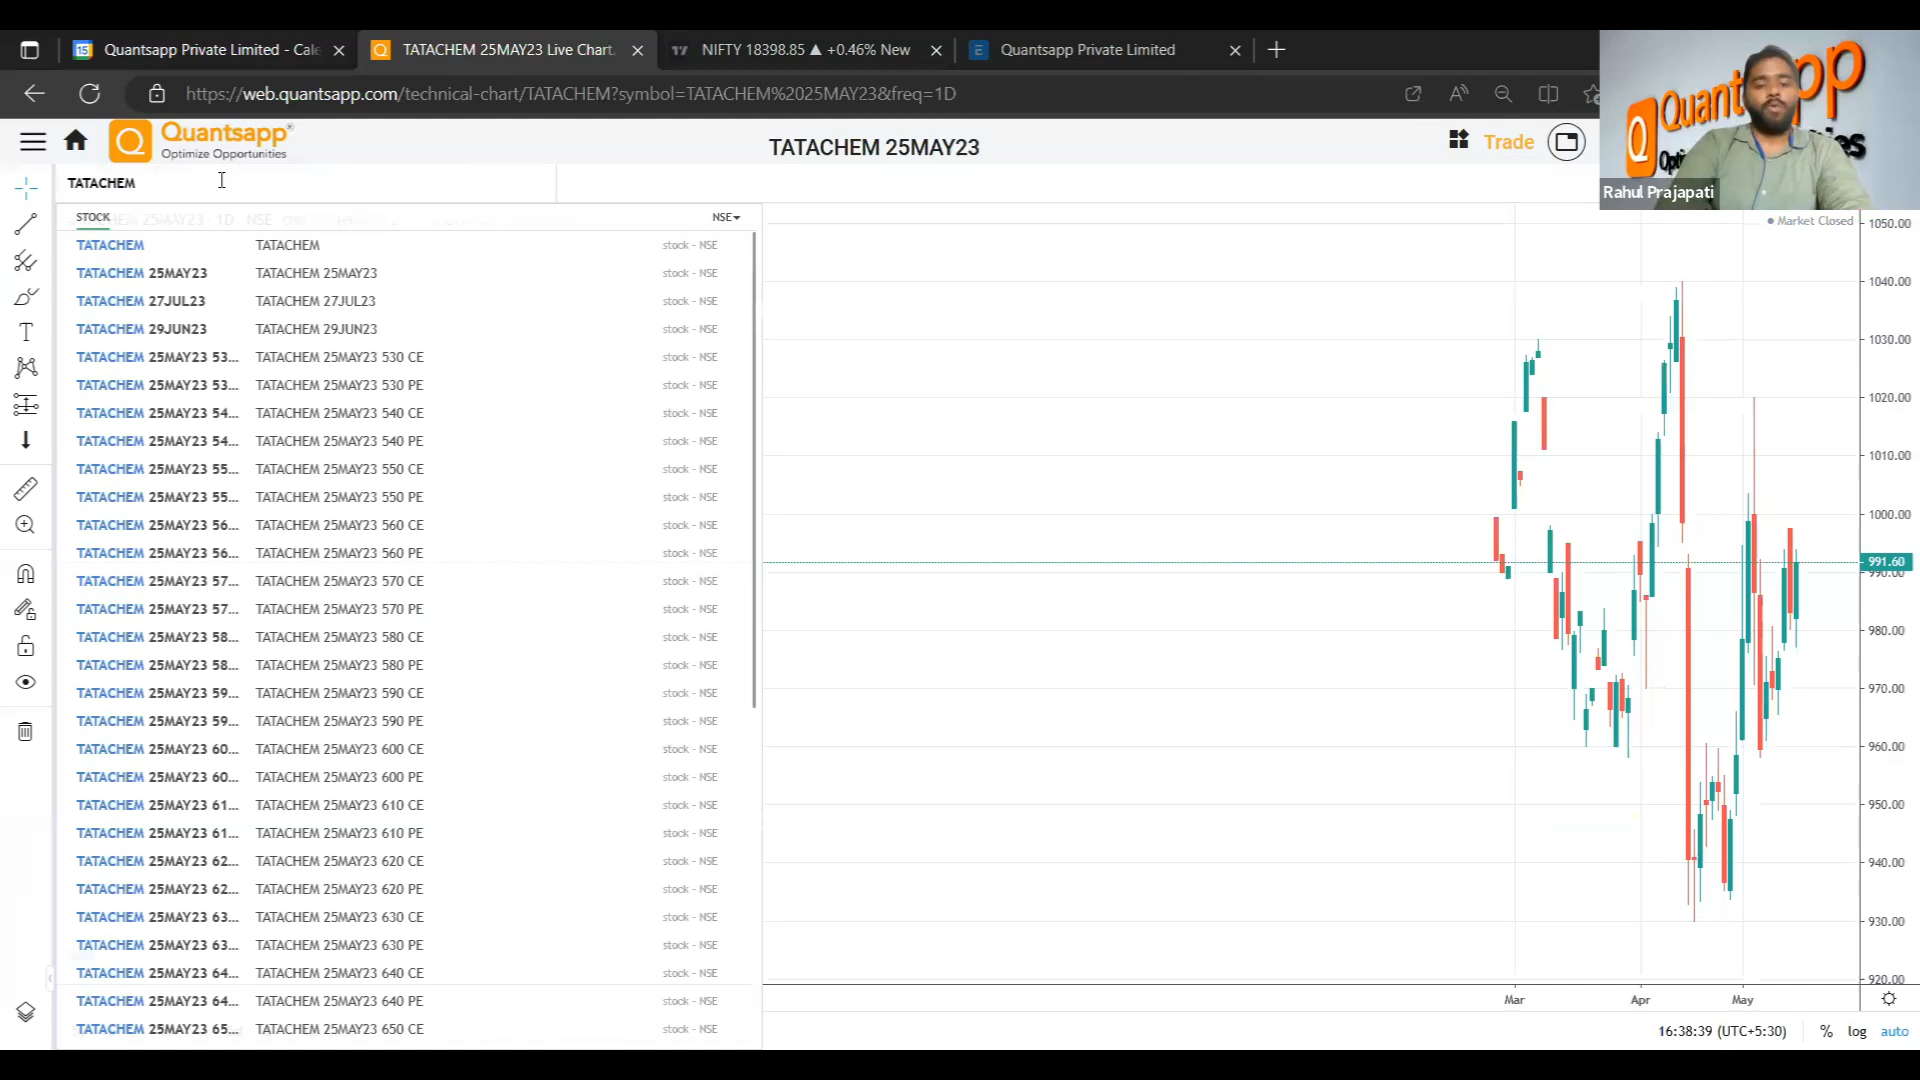 Quantsapp Private Limited - Cale
TATACHEM 25MAY23 Live Chart
NIFTY 18398.85 ▲ +0.46% New
Quantsapp Private Limited
https://web.quantsapp.com/technical-chart/TATACHEM?symbol=TATACHEM%2025MAY23&freq=1D
Quantsapp
Optimize Opportunities
TATACHEM 25MAY23
Trade
Rahul Prajapati
TATACHEM
STOCK
NSE
Market Closed
TATACHEM TATACHEM stock - NSE
TATACHEM 25MAY23 TATACHEM 25MAY23 stock - NSE
TATACHEM 27JUL23 TATACHEM 27JUL23 stock - NSE
TATACHEM 29JUN23 TATACHEM 29JUN23 stock - NSE
TATACHEM 25MAY23 53... TATACHEM 25MAY23 530 CE stock - NSE
TATACHEM 25MAY23 53... TATACHEM 25MAY23 530 PE stock - NSE
TATACHEM 25MAY23 54... TATACHEM 25MAY23 540 CE stock - NSE
TATACHEM 25MAY23 54... TATACHEM 25MAY23 540 PE stock - NSE
TATACHEM 25MAY23 55... TATACHEM 25MAY23 550 CE stock - NSE
TATACHEM 25MAY23 55... TATACHEM 25MAY23 550 PE stock - NSE
TATACHEM 25MAY23 56... TATACHEM 25MAY23 560 CE stock - NSE
TATACHEM 25MAY23 56... TATACHEM 25MAY23 560 PE stock - NSE
TATACHEM 25MAY23 57... TATACHEM 25MAY23 570 CE stock - NSE
TATACHEM 25MAY23 57... TATACHEM 25MAY23 570 PE stock - NSE
TATACHEM 25MAY23 58... TATACHEM 25MAY23 580 CE stock - NSE
TATACHEM 25MAY23 58... TATACHEM 25MAY23 580 PE stock - NSE
TATACHEM 25MAY23 59... TATACHEM 25MAY23 590 CE stock - NSE
TATACHEM 25MAY23 59... TATACHEM 25MAY23 590 PE stock - NSE
TATACHEM 25MAY23 60... TATACHEM 25MAY23 600 CE stock - NSE
TATACHEM 25MAY23 60... TATACHEM 25MAY23 600 PE stock - NSE
TATACHEM 25MAY23 61... TATACHEM 25MAY23 610 CE stock - NSE
TATACHEM 25MAY23 61... TATACHEM 25MAY23 610 PE stock - NSE
TATACHEM 25MAY23 62... TATACHEM 25MAY23 620 CE stock - NSE
TATACHEM 25MAY23 62... TATACHEM 25MAY23 620 PE stock - NSE
TATACHEM 25MAY23 63... TATACHEM 25MAY23 630 CE stock - NSE
TATACHEM 25MAY23 63... TATACHEM 25MAY23 630 PE stock - NSE
TATACHEM 25MAY23 64... TATACHEM 25MAY23 640 CE stock - NSE
TATACHEM 25MAY23 64... TATACHEM 25MAY23 640 PE stock - NSE
TATACHEM 25MAY23 65... TATACHEM 25MAY23 650 CE stock - NSE
1050.00
1040.00
1030.00
1020.00
1010.00
1000.00
991.60
990.00
980.00
970.00
960.00
950.00
940.00
930.00
920.00
Mar Apr May
16:38:39 (UTC+5:30) % log auto